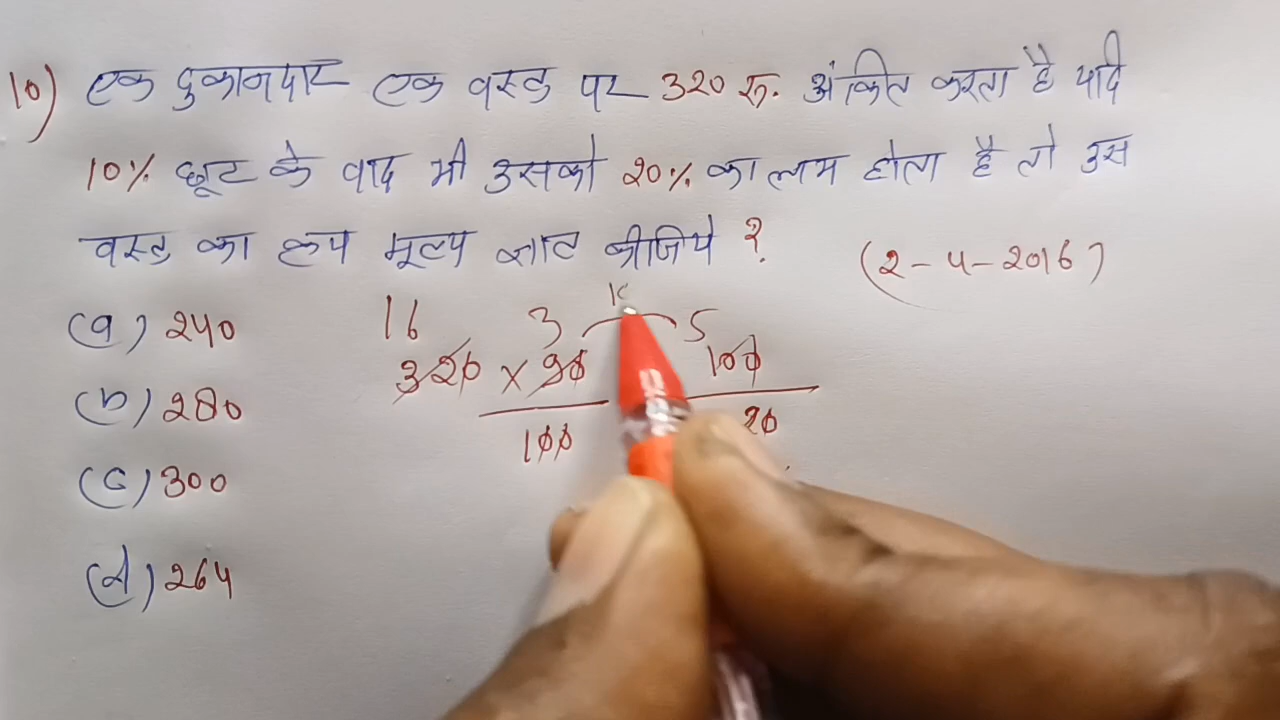 10) एक दुकानदार एक वस्तु पर 320 रु. अंकित करता है यदि
10% छूट के बाद भी उसको 20% का लाभ होता है तो उस
वस्तु का क्रय मूल्य ज्ञात कीजिये ?
(2-4-2016)
(a) 240
(b) 280
(c) 300
(d) 264
16 3 5
320 × 90 100
100 20